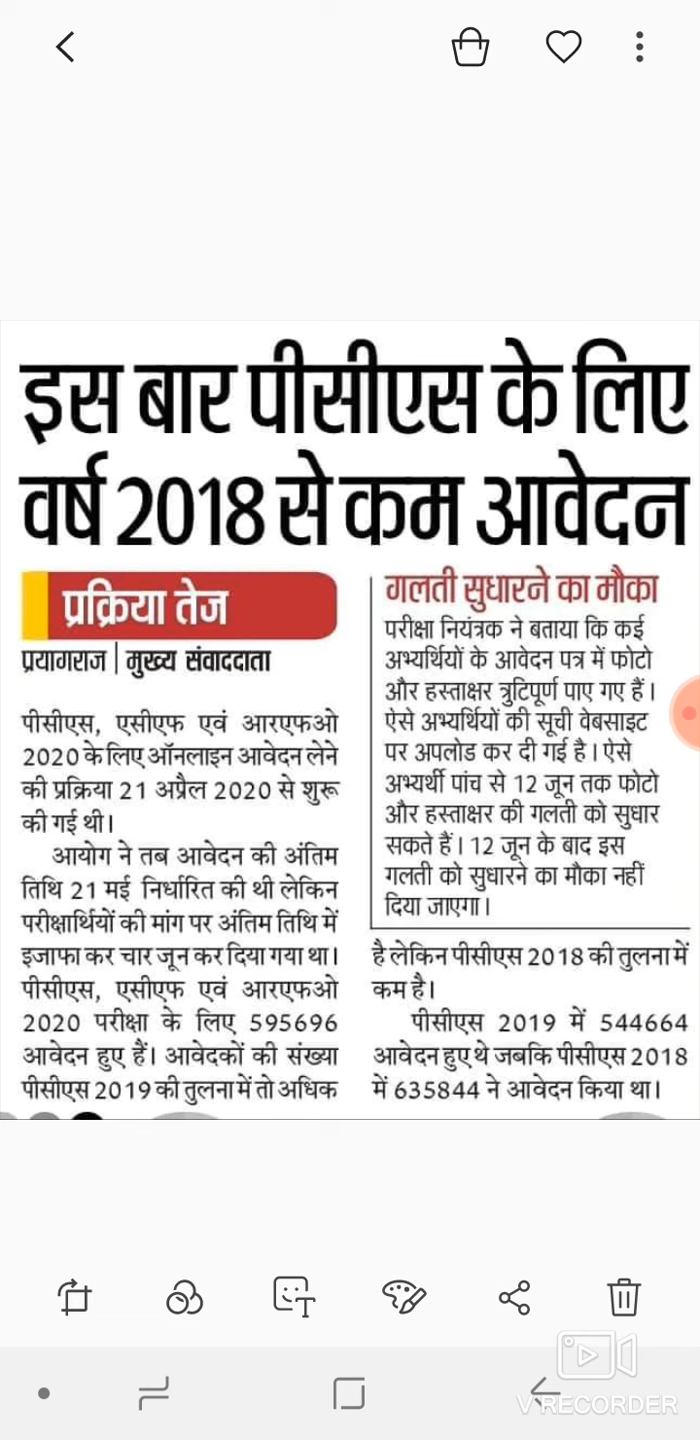 इस बार पीसीएस के लिए
वर्ष 2018 से कम आवेदन
प्रक्रिया तेज
प्रयागराज | मुख्य संवाददाता
पीसीएस, एसीएफ एवं आरएफओ
2020 के लिए ऑनलाइन आवेदन लेने
की प्रक्रिया 21 अप्रैल 2020 से शुरू
की गई थी।
आयोग ने तब आवेदन की अंतिम
तिथि 21 मई निर्धारित की थी लेकिन
परीक्षार्थियों की मांग पर अंतिम तिथि में
इजाफा कर चार जून कर दिया गया था।
पीसीएस, एसीएफ एवं आरएफओ
2020 परीक्षा के लिए 595696
आवेदन हुए हैं। आवेदकों की संख्या
पीसीएस 2019 की तुलना में तो अधिक
गलती सुधारने का मौका
परीक्षा नियंत्रक ने बताया कि कई
अभ्यर्थियों के आवेदन पत्र में फोटो
और हस्ताक्षर त्रुटिपूर्ण पाए गए हैं।
ऐसे अभ्यर्थियों की सूची वेबसाइट
पर अपलोड कर दी गई है। ऐसे
अभ्यर्थी पांच से 12 जून तक फोटो
और हस्ताक्षर की गलती को सुधार
सकते हैं। 12 जून के बाद इस
गलती को सुधारने का मौका नहीं
दिया जाएगा।
है लेकिन पीसीएस 2018 की तुलना में
कम है।
पीसीएस 2019 में 544664
आवेदन हुए थे जबकि पीसीएस 2018
में 635844 ने आवेदन किया था।
T
V RECORDER